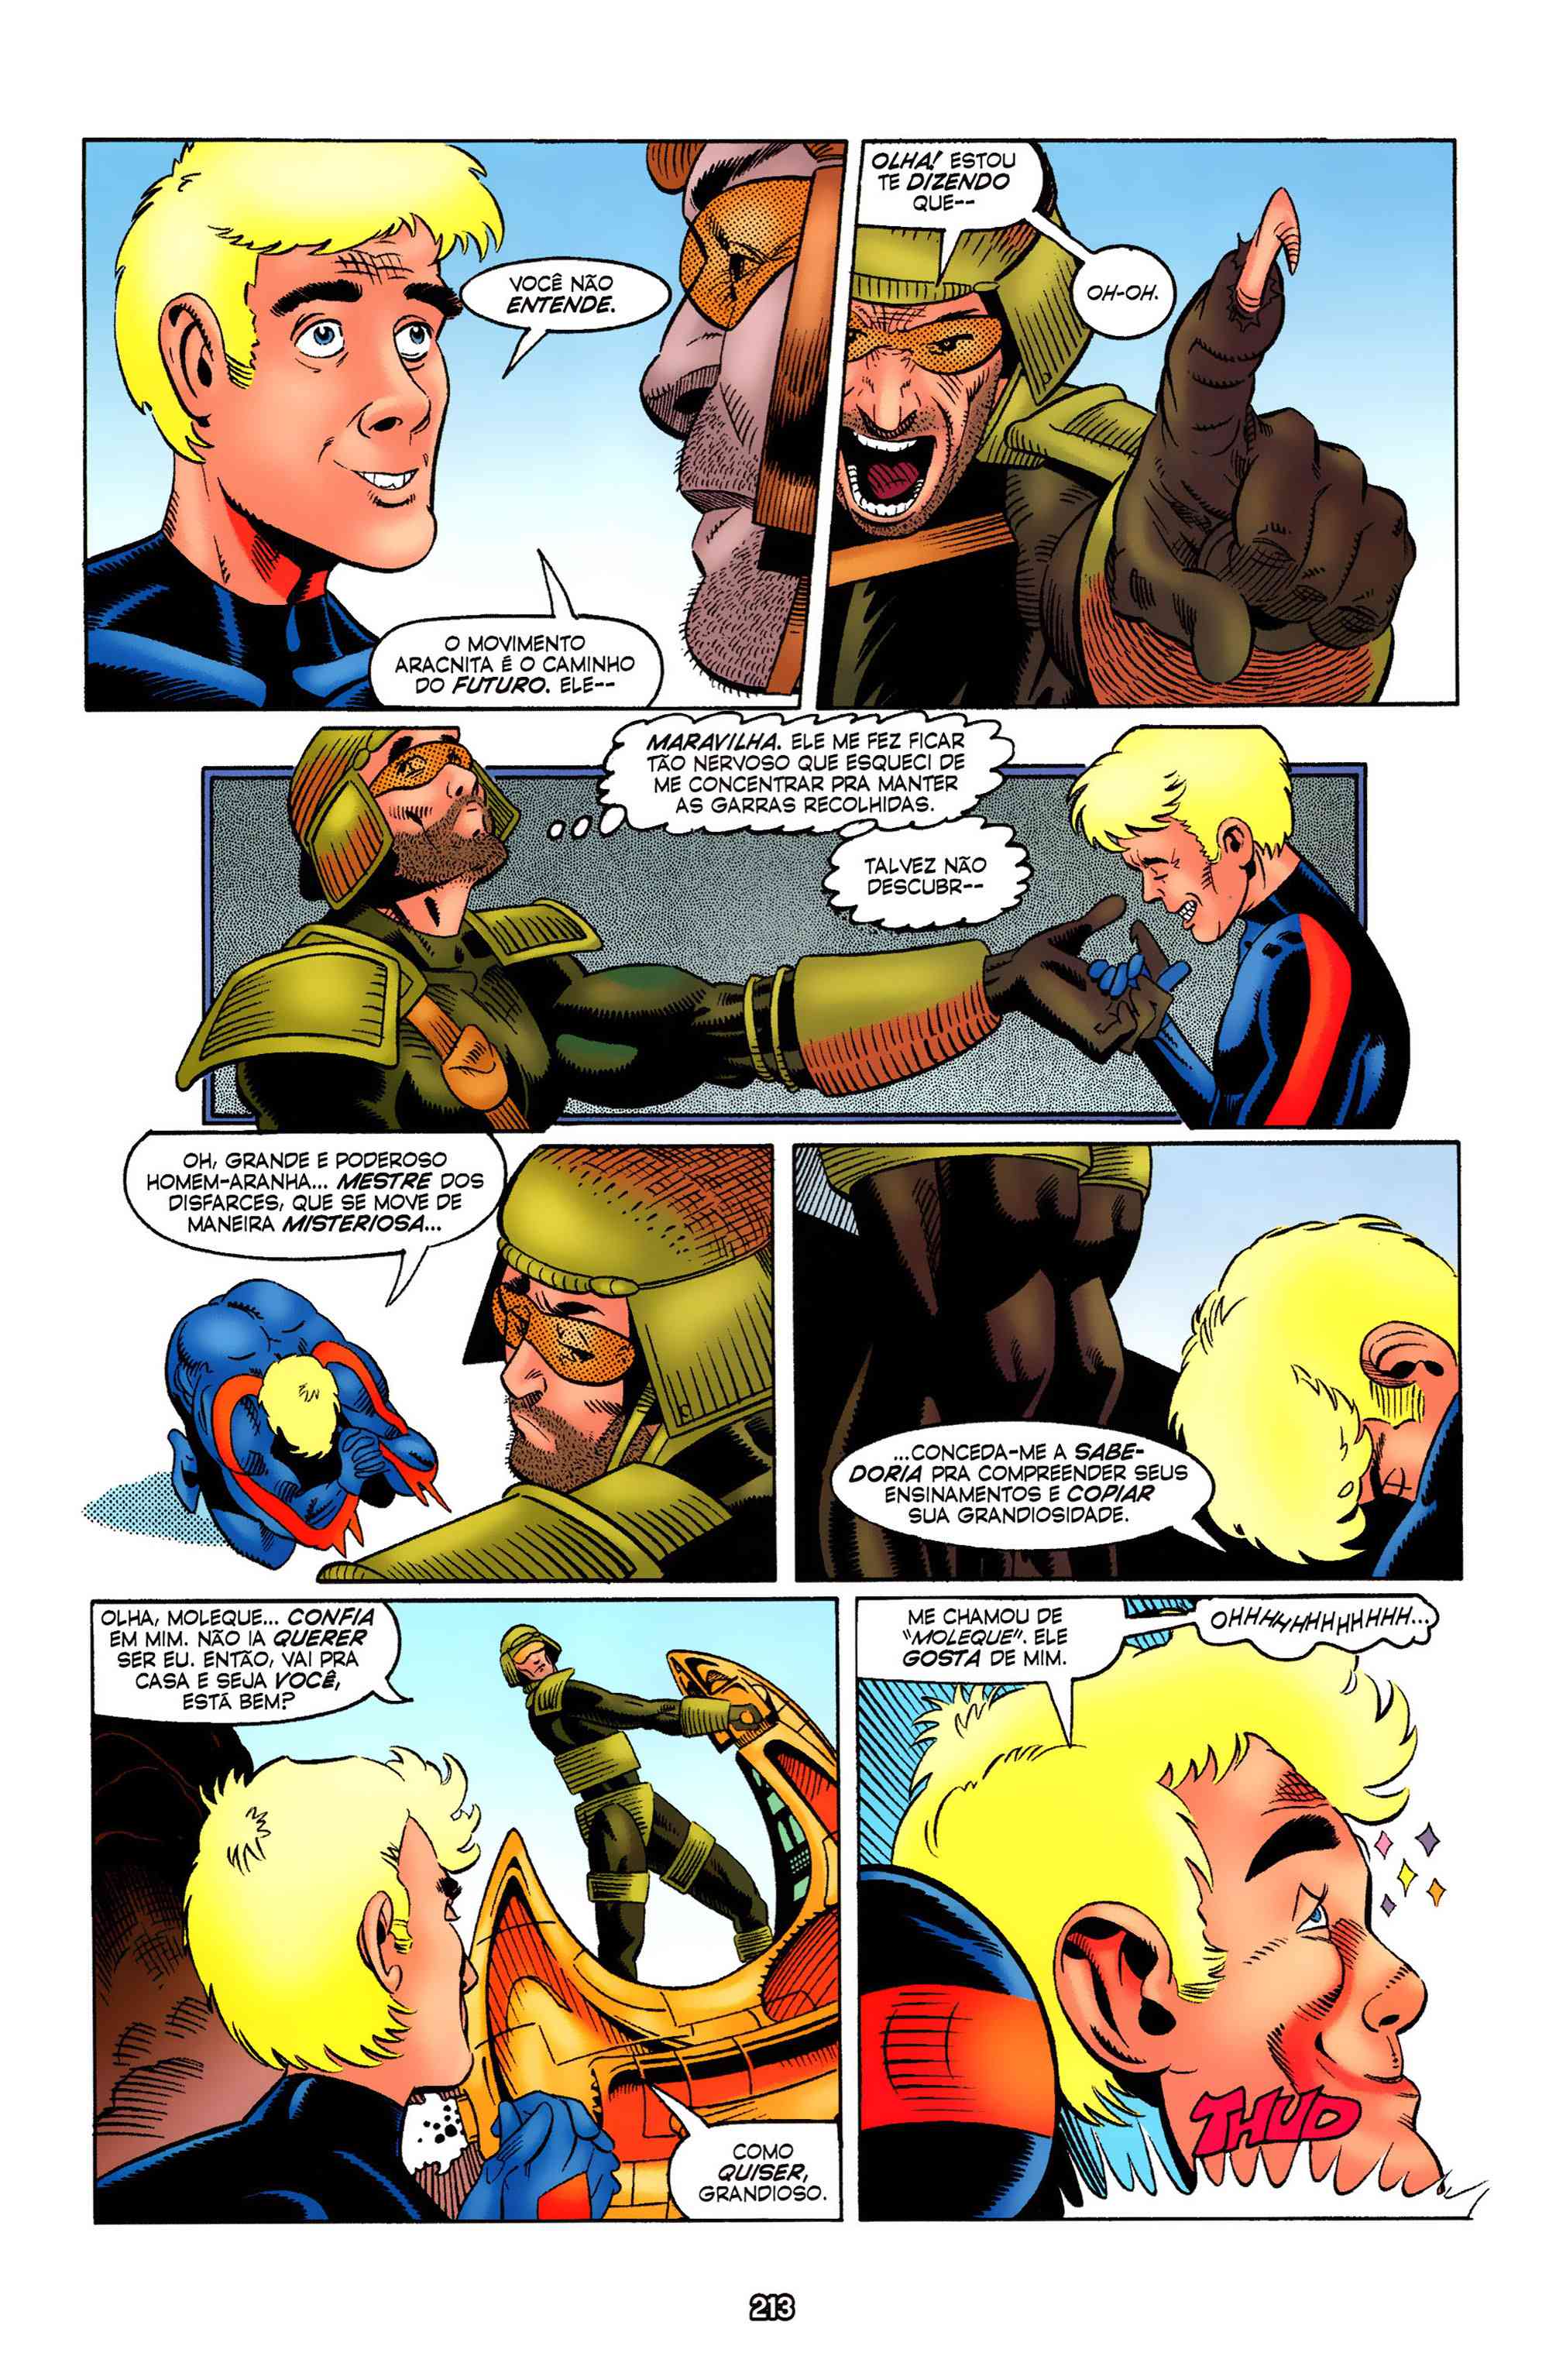 VOCÊ NÃO
ENTENDE.
O MOVIMENTO
ARACNITA É O CAMINHO
DO FUTURO. ELE--
OLHA! ESTOU
TE DIZENDO
QUE--
OH-OH.
MARAVILHA. ELE ME FEZ FICAR
TÃO NERVOSO QUE ESQUECI DE
ME CONCENTRAR PRA MANTER
AS GARRAS RECOLHIDAS.
TALVEZ NÃO
DESCUBR--
OH, GRANDE E PODEROSO
HOMEM-ARANHA... MESTRE DOS
DISFARCES, QUE SE MOVE DE
MANEIRA MISTERIOSA...
...CONCEDA-ME A SABE-
DORIA PRA COMPREENDER SEUS
ENSINAMENTOS E COPIAR
SUA GRANDIOSIDADE.
OLHA, MOLEQUE... CONFIA
EM MIM. NÃO IA QUERER
SER EU. ENTÃO, VAI PRA
CASA E SEJA VOCÊ,
ESTÁ BEM?
COMO
QUISER,
GRANDIOSO.
ME CHAMOU DE
"MOLEQUE". ELE
GOSTA DE MIM.
OHHHHHHHHHHH...
THUD
213